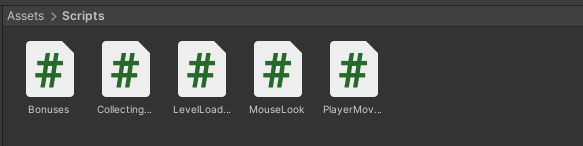 Assets > Scripts
# # # # #
Bonuses Collecting... LevelLoad... MouseLook PlayerMov...